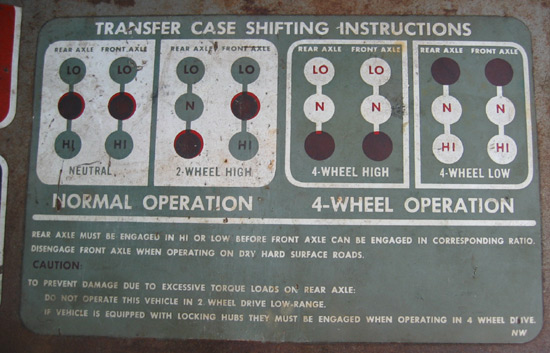 TRANSFER CASE SHIFTING INSTRUCTIONS
REAR AXLE FRONT AXLE REAR AXLE FRONT AXLE REAR AXLE FRONT AXLE REAR AXLE FRONT AXLE
LO LO LO LO LO LO
N N N N N
HI HI HI HI HI
NEUTRAL 2-WHEEL HIGH 4-WHEEL HIGH 4-WHEEL LOW
NORMAL OPERATION 4-WHEEL OPERATION
REAR AXLE MUST BE ENGAGED IN HI OR LOW BEFORE FRONT AXLE CAN BE ENGAGED IN CORRESPONDING RATIO.
DISENGAGE FRONT AXLE WHEN OPERATING ON DRY HARD SURFACE ROADS.
CAUTION:
TO PREVENT DAMAGE DUE TO EXCESSIVE TORQUE LOADS ON REAR AXLE:
DO NOT OPERATE THIS VEHICLE IN 2 WHEEL DRIVE LOW-RANGE.
IF VEHICLE IS EQUIPPED WITH LOCKING HUBS THEY MUST BE ENGAGED WHEN OPERATING IN 4 WHEEL DRIVE.
NW